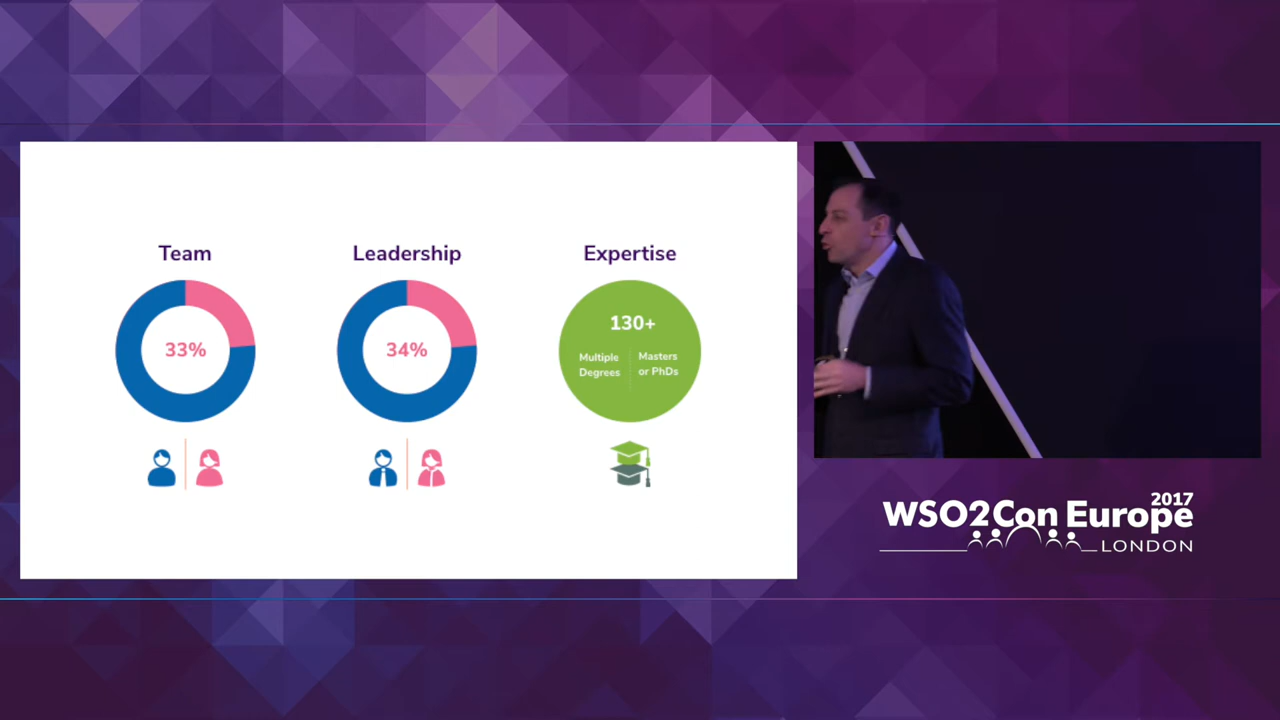 Team
Leadership
Expertise
33%
34%
130+
Multiple
Degrees
Masters
or PhDs
2017
WSO2Con Europe
LONDON